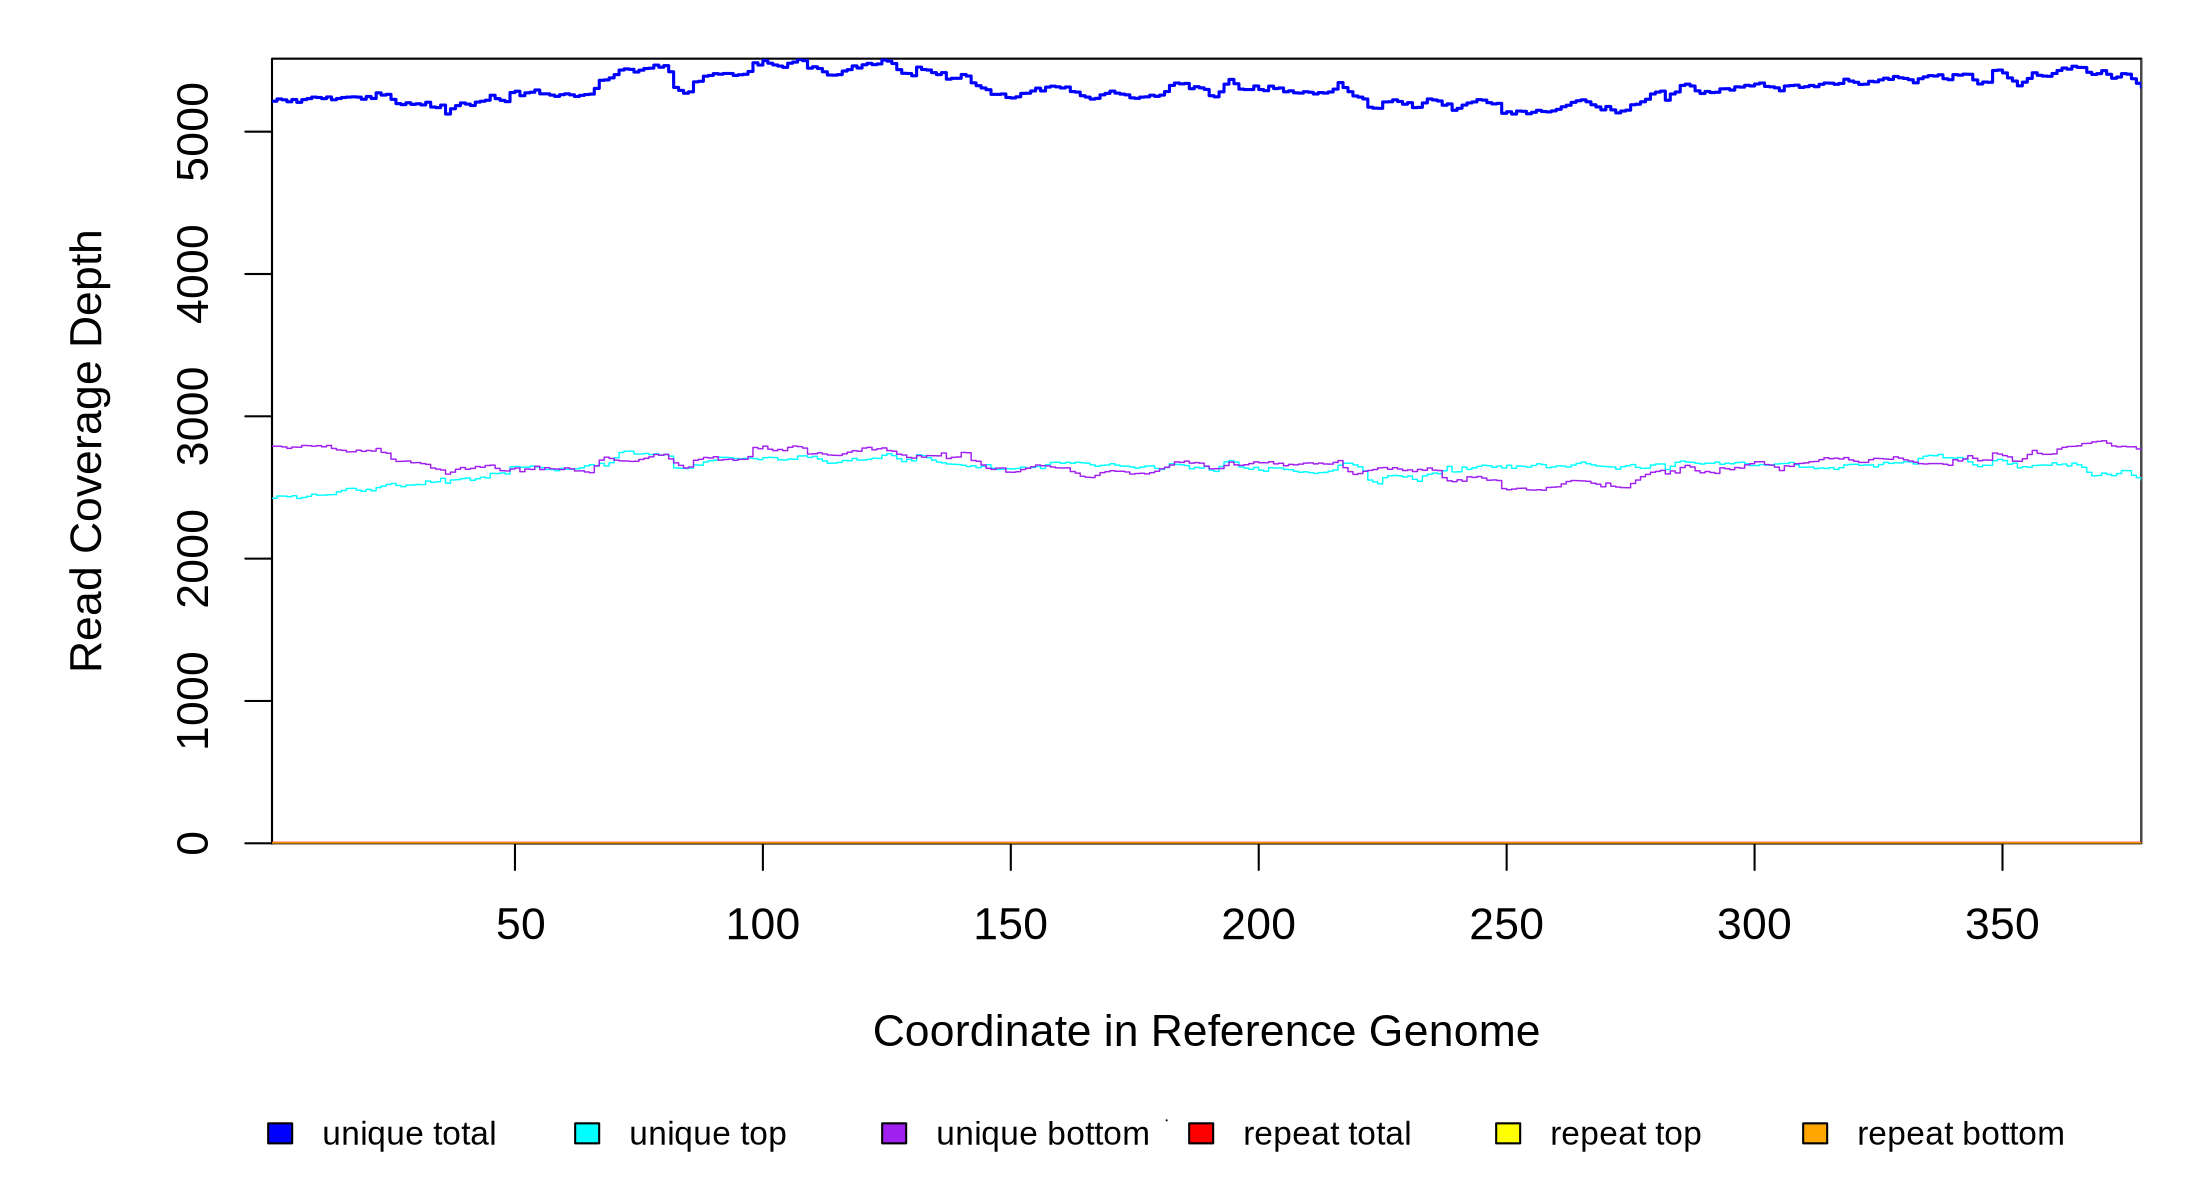 Read Coverage Depth
5000
4000
3000
2000
1000
0
50 100 150 200 250 300 350
Coordinate in Reference Genome
unique total unique top unique bottom repeat total repeat top repeat bottom